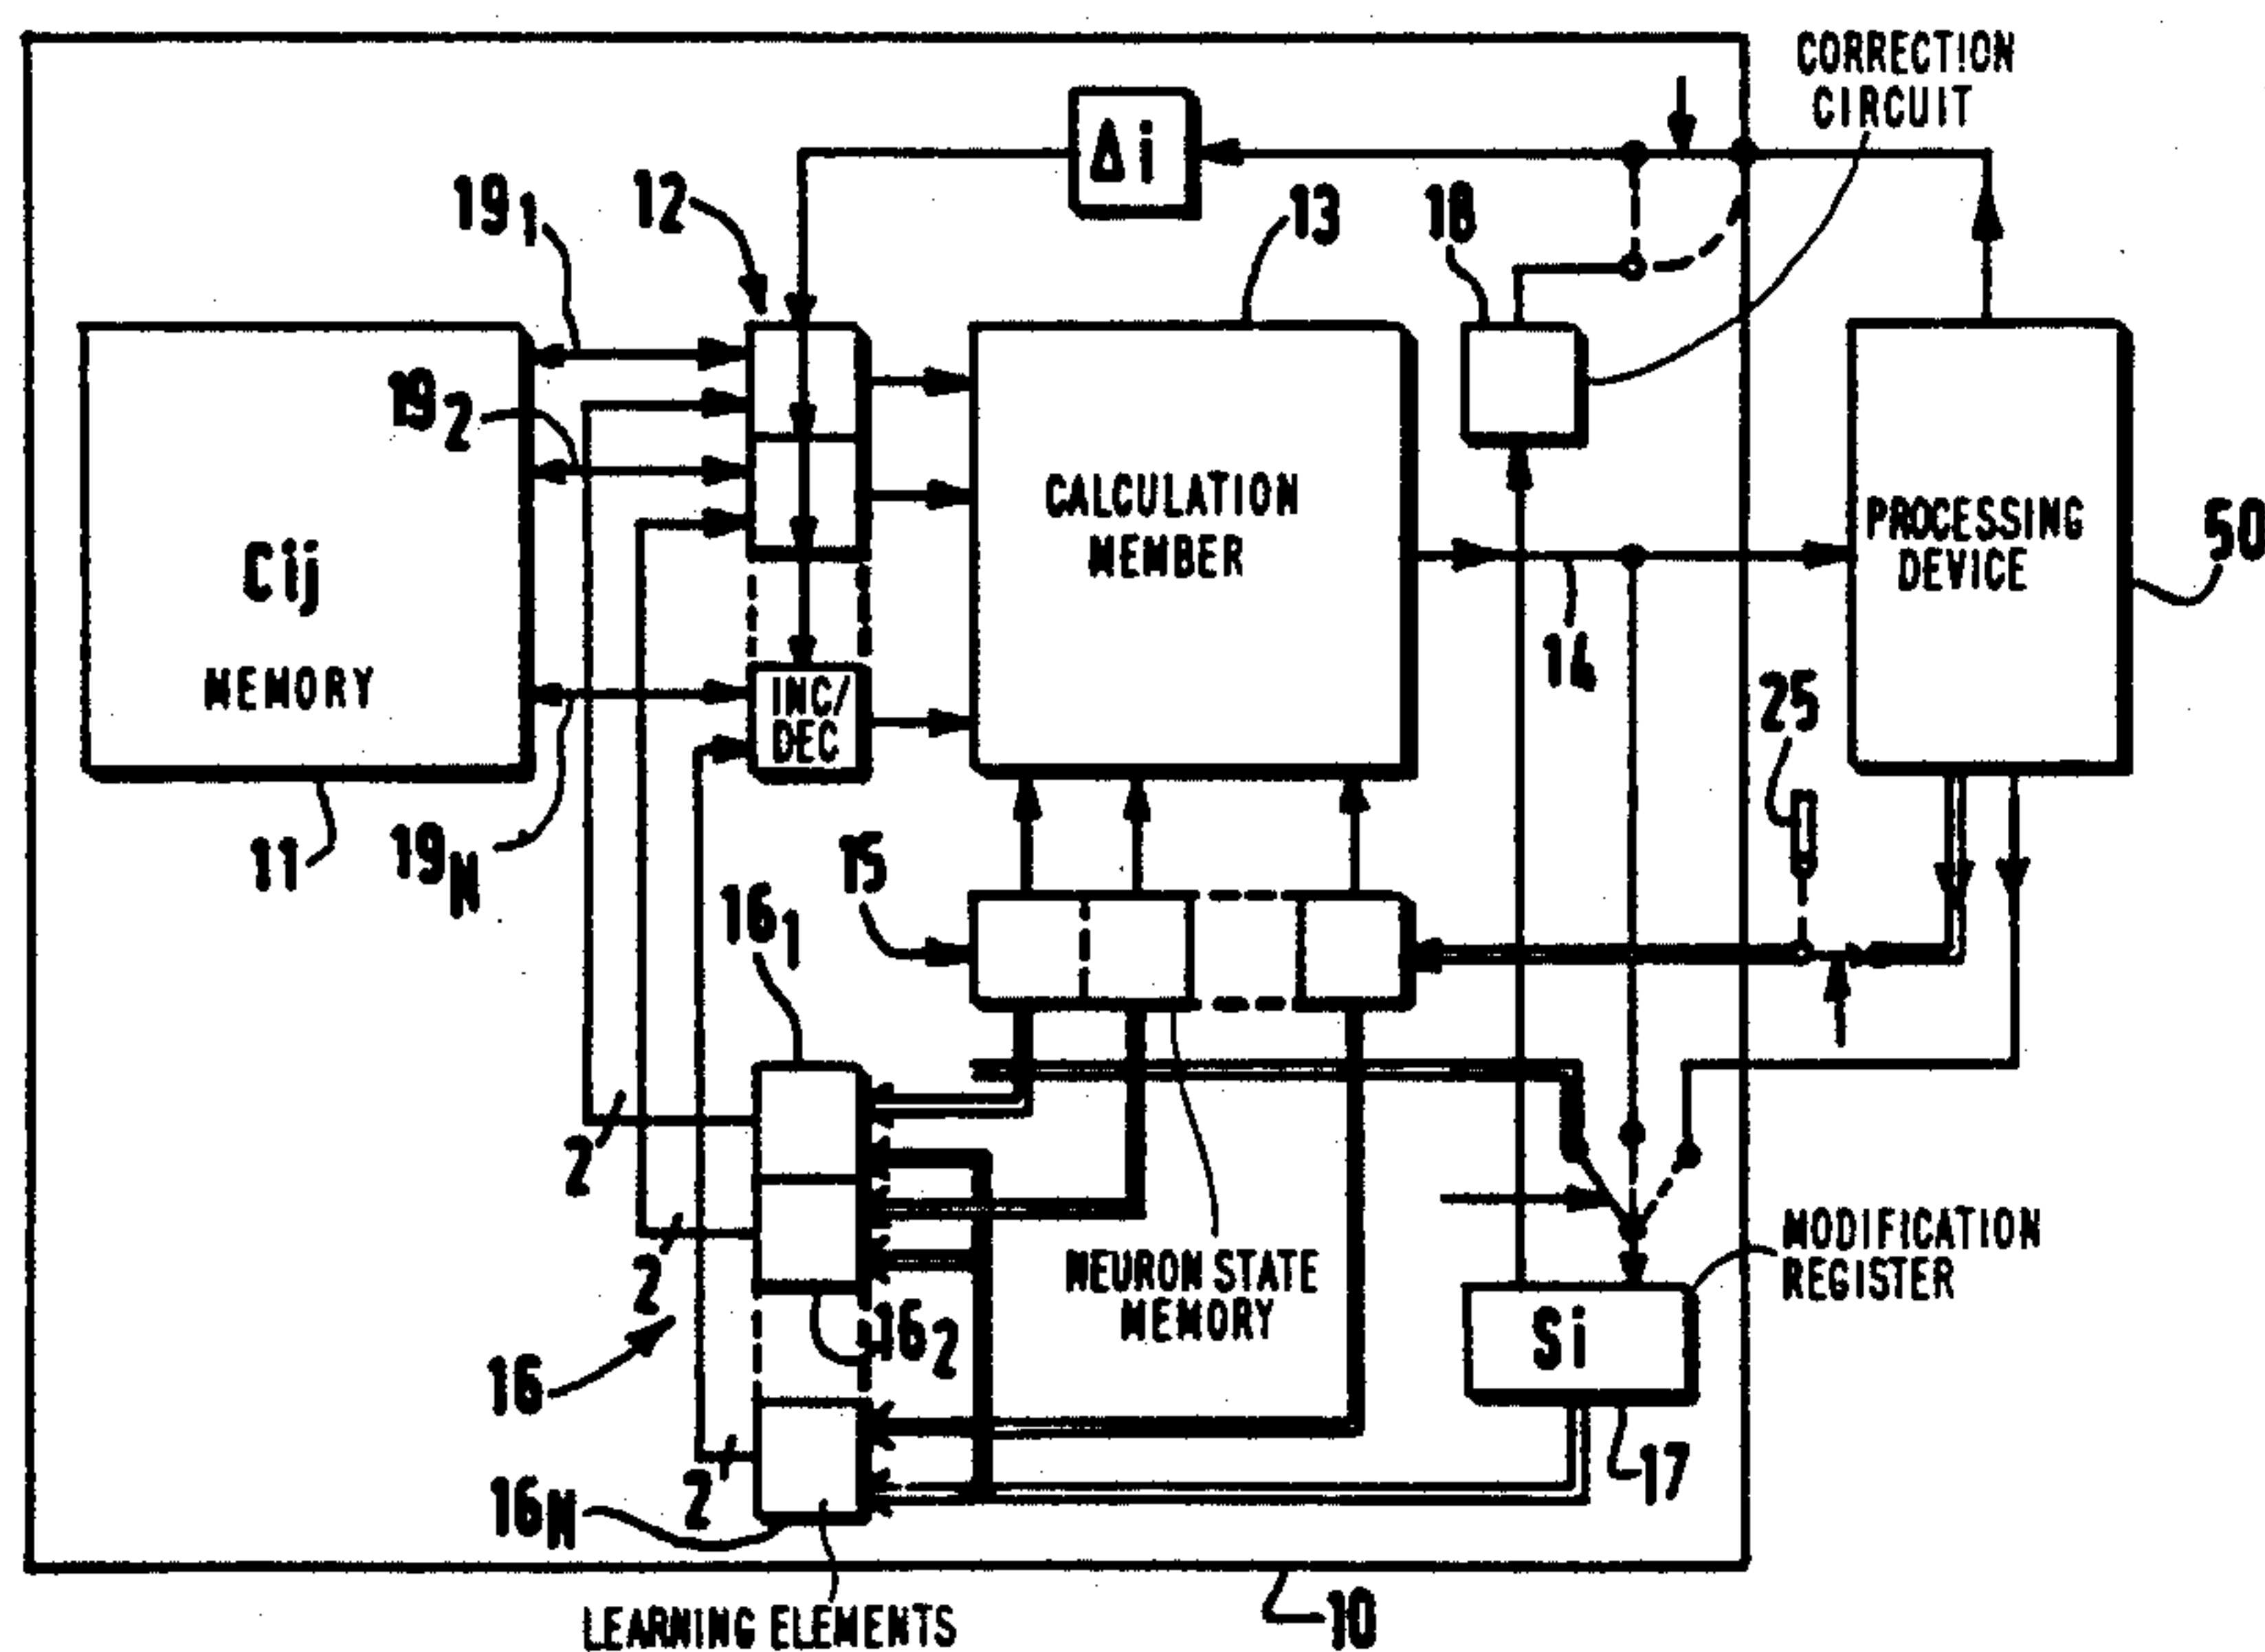 CORRECTION
CIRCUIT
Δi
19₁
12
13
18
19₂
Cij
MEMORY
CALCULATION
MEMBER
PROCESSING
DEVICE
50
14
25
INC/
DEC
11
19N
15
16₁
2
2
NEURON STATE
MEMORY
MODIFICATION
REGISTER
16₂
Si
16
2
17
16N
LEARNING ELEMENTS
10